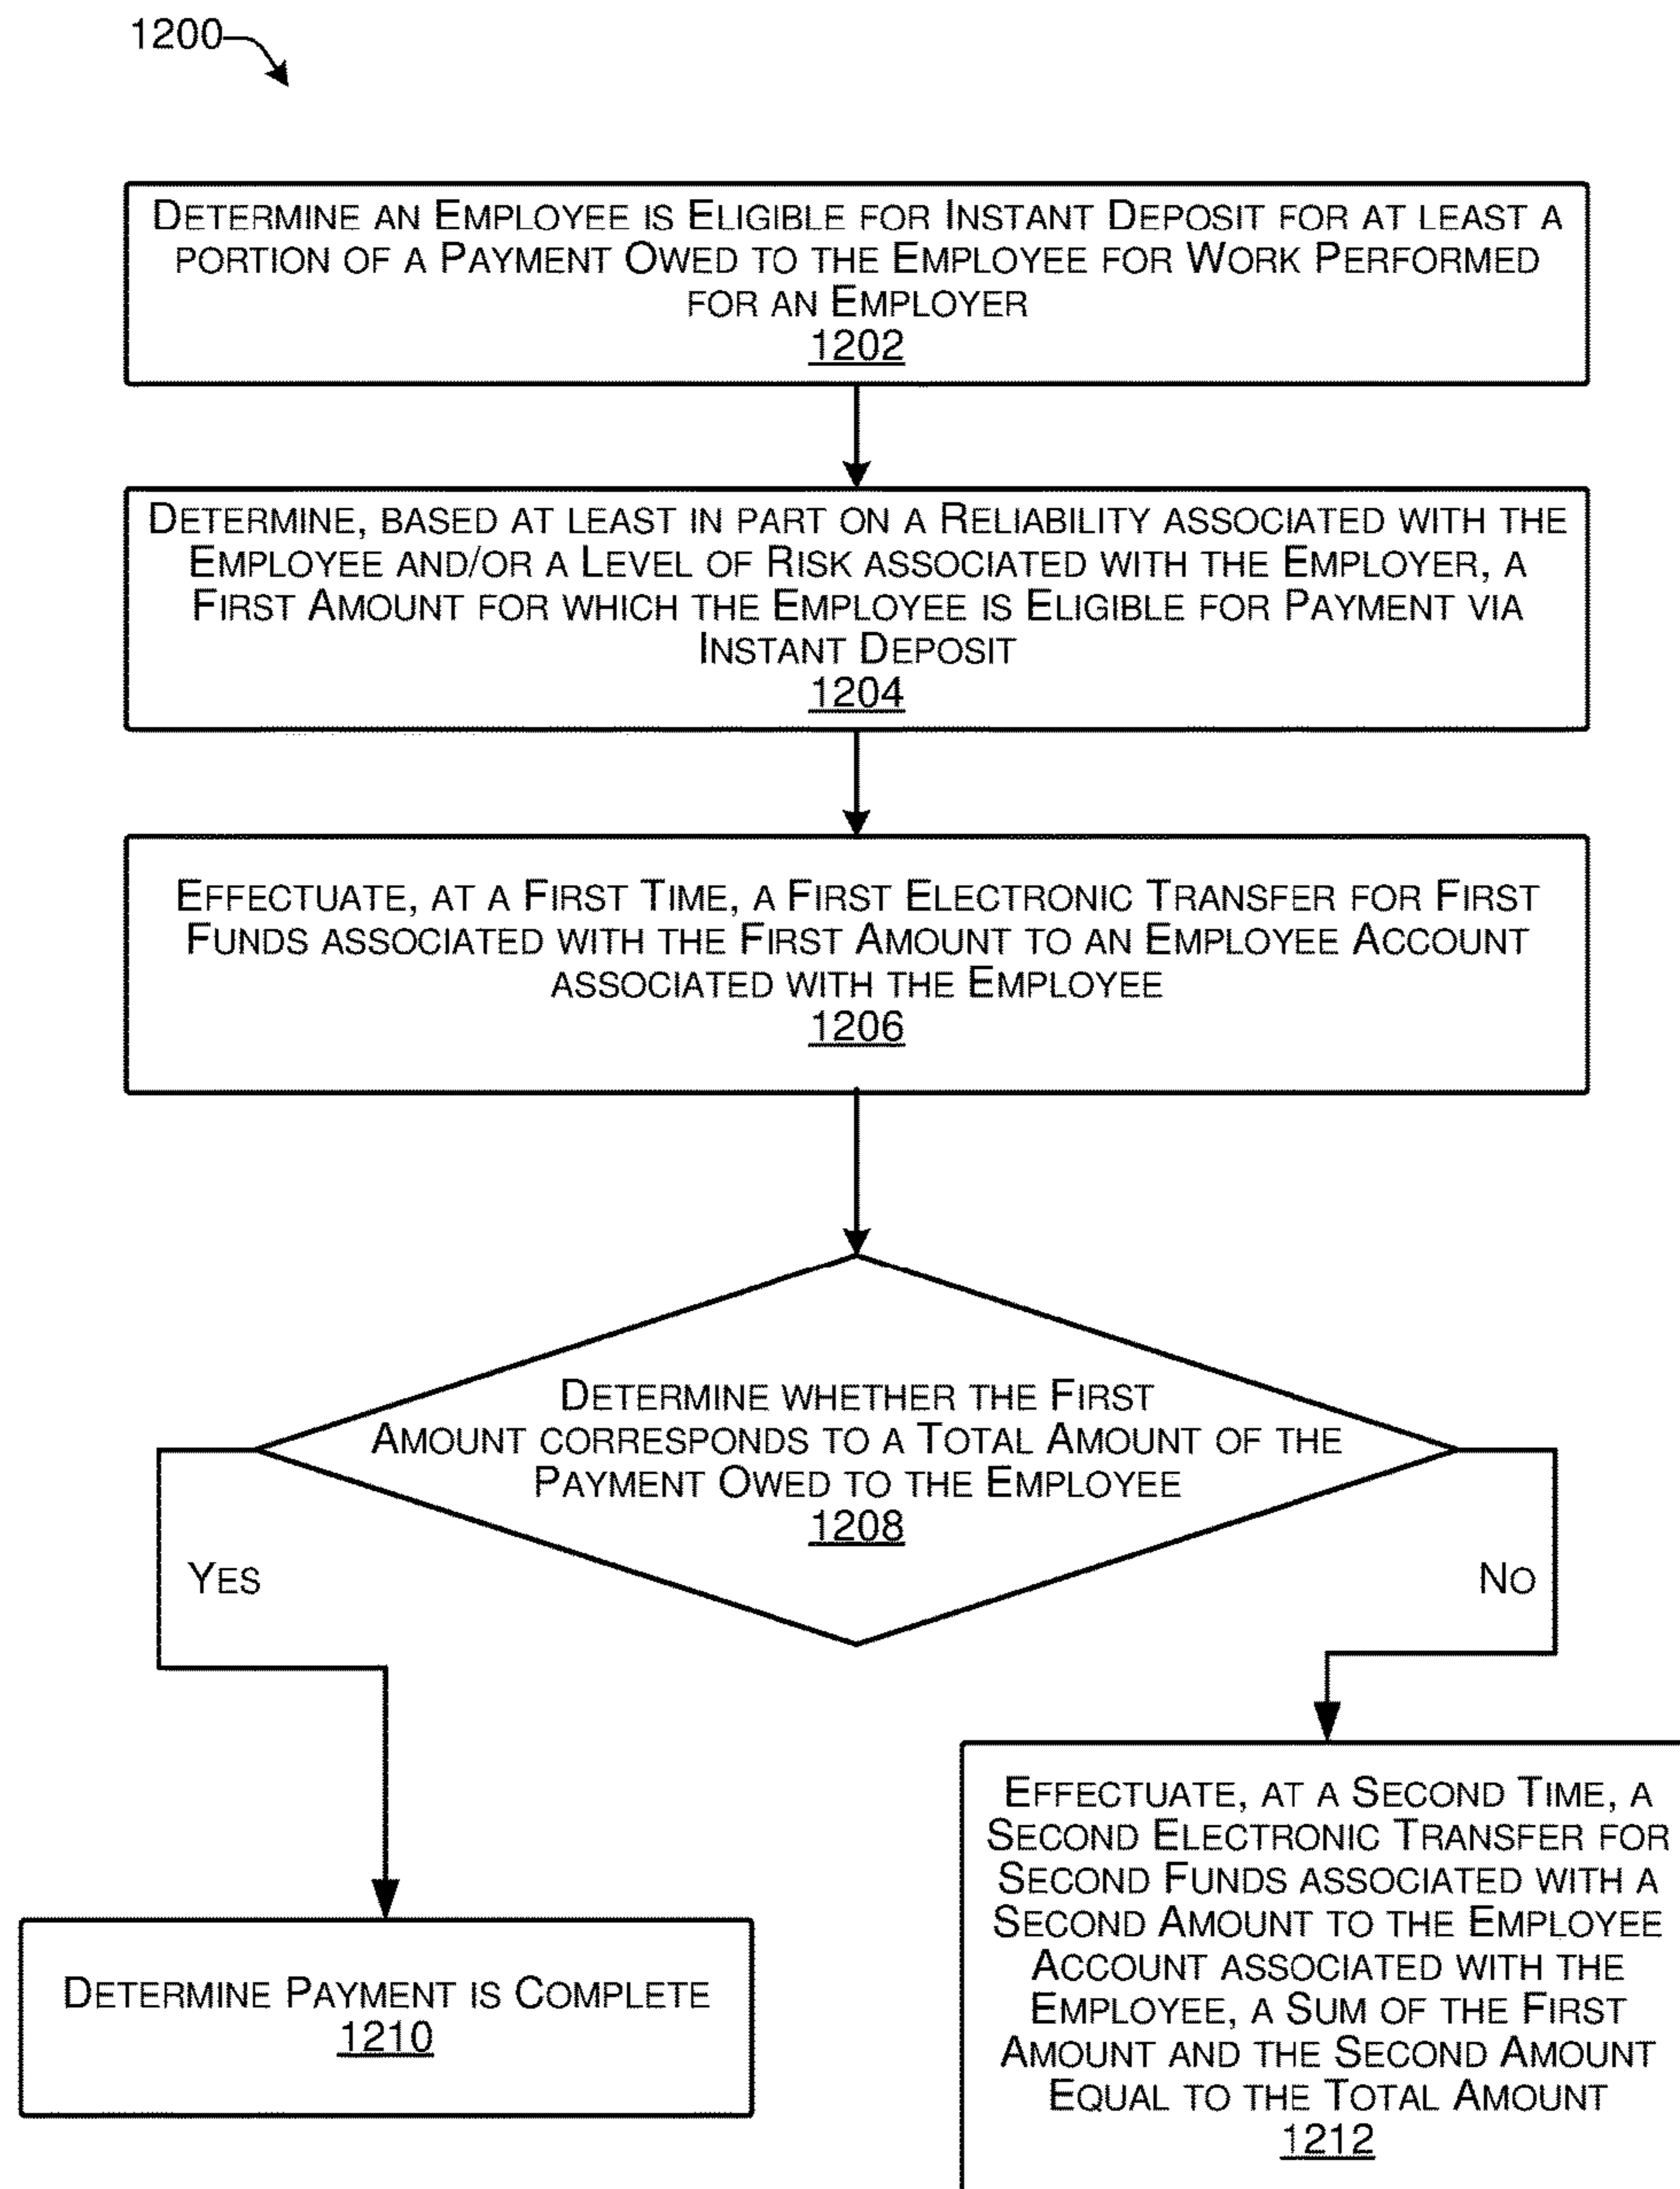 1200
DETERMINE AN EMPLOYEE IS ELIGIBLE FOR INSTANT DEPOSIT FOR AT LEAST A
PORTION OF A PAYMENT OWED TO THE EMPLOYEE FOR WORK PERFORMED
FOR AN EMPLOYER
1202
DETERMINE, BASED AT LEAST IN PART ON A RELIABILITY ASSOCIATED WITH THE
EMPLOYEE AND/OR A LEVEL OF RISK ASSOCIATED WITH THE EMPLOYER, A
FIRST AMOUNT FOR WHICH THE EMPLOYEE IS ELIGIBLE FOR PAYMENT VIA
INSTANT DEPOSIT
1204
EFFECTUATE, AT A FIRST TIME, A FIRST ELECTRONIC TRANSFER FOR FIRST
FUNDS ASSOCIATED WITH THE FIRST AMOUNT TO AN EMPLOYEE ACCOUNT
ASSOCIATED WITH THE EMPLOYEE
1206
DETERMINE WHETHER THE FIRST
AMOUNT CORRESPONDS TO A TOTAL AMOUNT OF THE
PAYMENT OWED TO THE EMPLOYEE
1208
YES
NO
DETERMINE PAYMENT IS COMPLETE
1210
EFFECTUATE, AT A SECOND TIME, A
SECOND ELECTRONIC TRANSFER FOR
SECOND FUNDS ASSOCIATED WITH A
SECOND AMOUNT TO THE EMPLOYEE
ACCOUNT ASSOCIATED WITH THE
EMPLOYEE, A SUM OF THE FIRST
AMOUNT AND THE SECOND AMOUNT
EQUAL TO THE TOTAL AMOUNT
1212